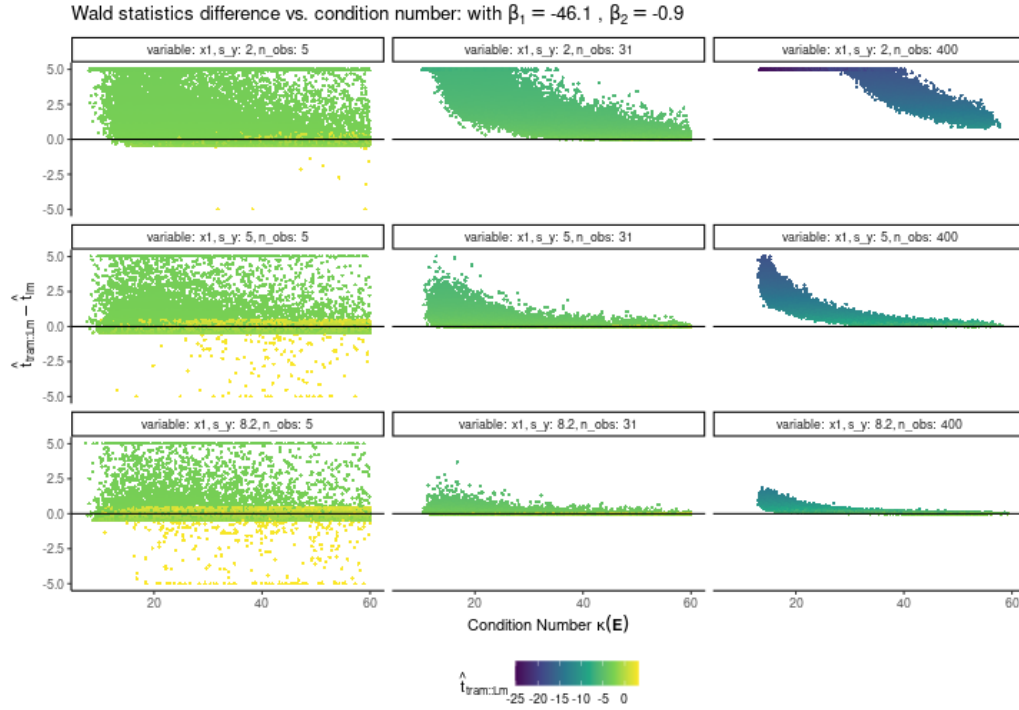 Wald statistics difference vs. condition number: with β₁ = -46.1 , β₂ = -0.9
variable: x1, s_y: 2, n_obs: 5
variable: x1, s_y: 2, n_obs: 31
variable: x1, s_y: 2, n_obs: 400
5.0
2.5
0.0
-2.5
-5.0
variable: x1, s_y: 5, n_obs: 5
variable: x1, s_y: 5, n_obs: 31
variable: x1, s_y: 5, n_obs: 400
5.0
2.5
0.0
-2.5
-5.0
t̂tram::Lm − t̂lm
variable: x1, s_y: 8.2, n_obs: 5
variable: x1, s_y: 8.2, n_obs: 31
variable: x1, s_y: 8.2, n_obs: 400
5.0
2.5
0.0
-2.5
-5.0
20 40 60 20 40 60 20 40 60
Condition Number κ(E)
t̂tram::Lm
-25 -20 -15 -10 -5 0